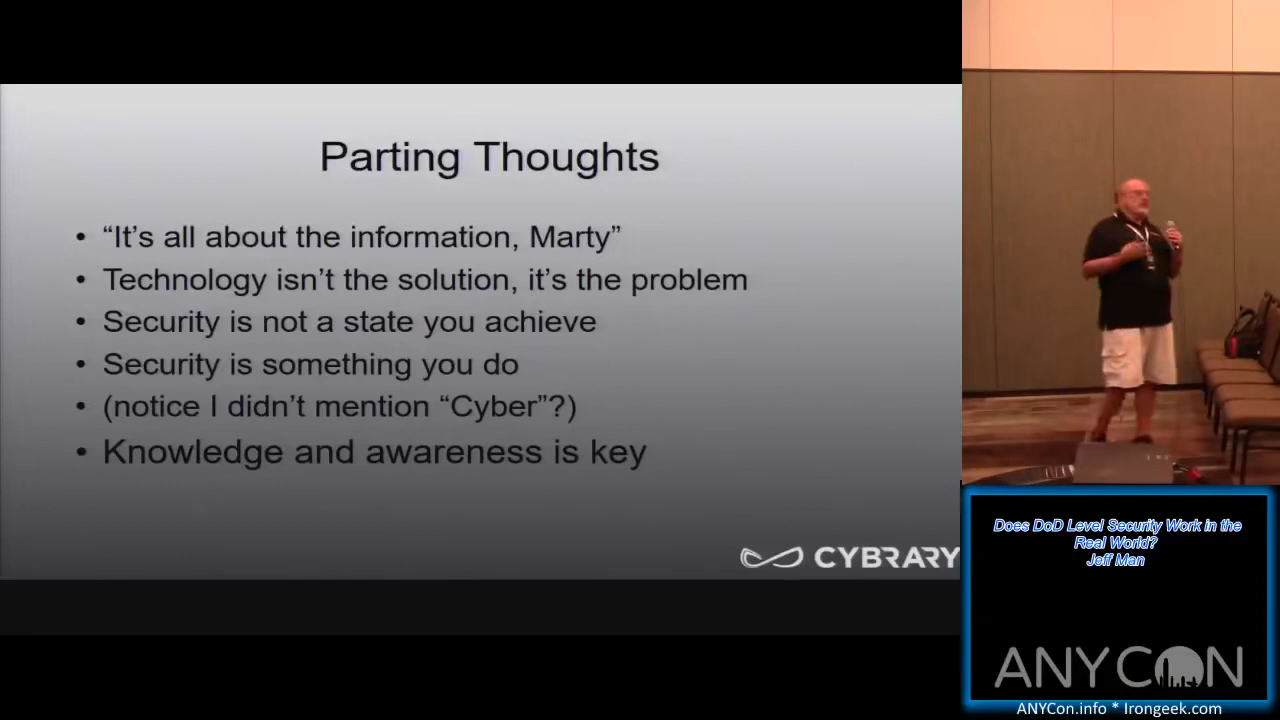 Parting Thoughts
• “It’s all about the information, Marty”
• Technology isn’t the solution, it’s the problem
• Security is not a state you achieve
• Security is something you do
• (notice I didn’t mention “Cyber”?)
• Knowledge and awareness is key
CYBRARY
Does DoD Level Security Work in the
Real World?
Jeff Man
ANYCON
ANYCon.info * Irongeek.com